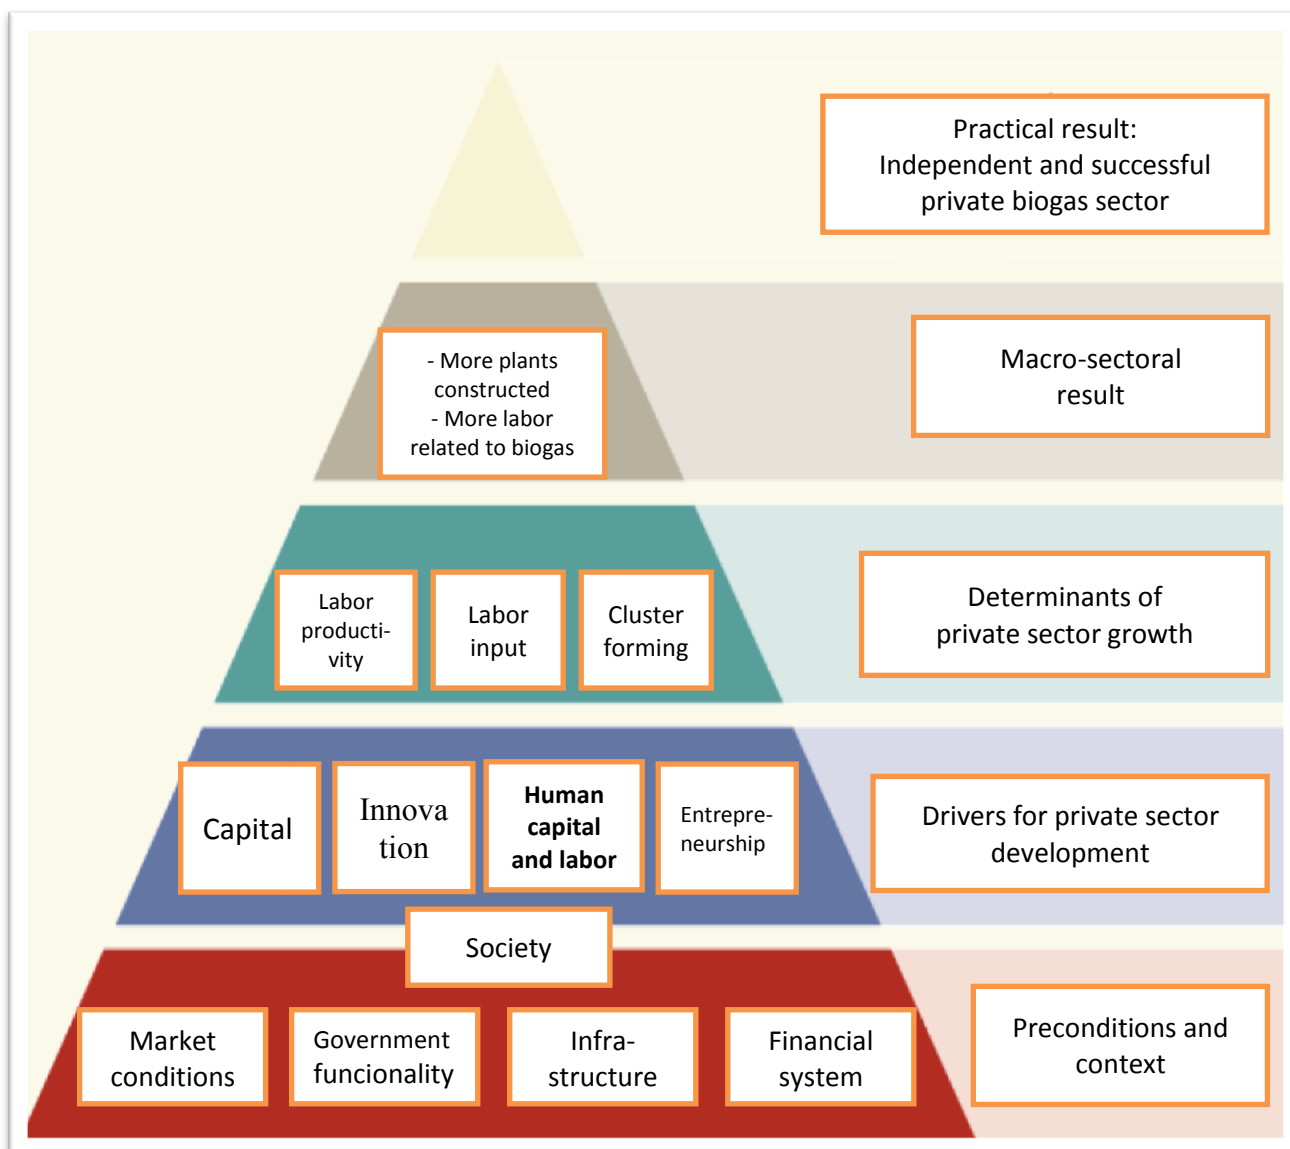 Practical result:
Independent and successful
private biogas sector
- More plants
constructed
- More labor
related to biogas
Macro-sectoral
result
Labor
producti-
vity
Labor
input
Cluster
forming
Determinants of
private sector growth
Capital
Innova
tion
Human
capital
and labor
Entrepre-
neurship
Drivers for private sector
development
Society
Market
conditions
Government
funcionality
Infra-
structure
Financial
system
Preconditions and
context